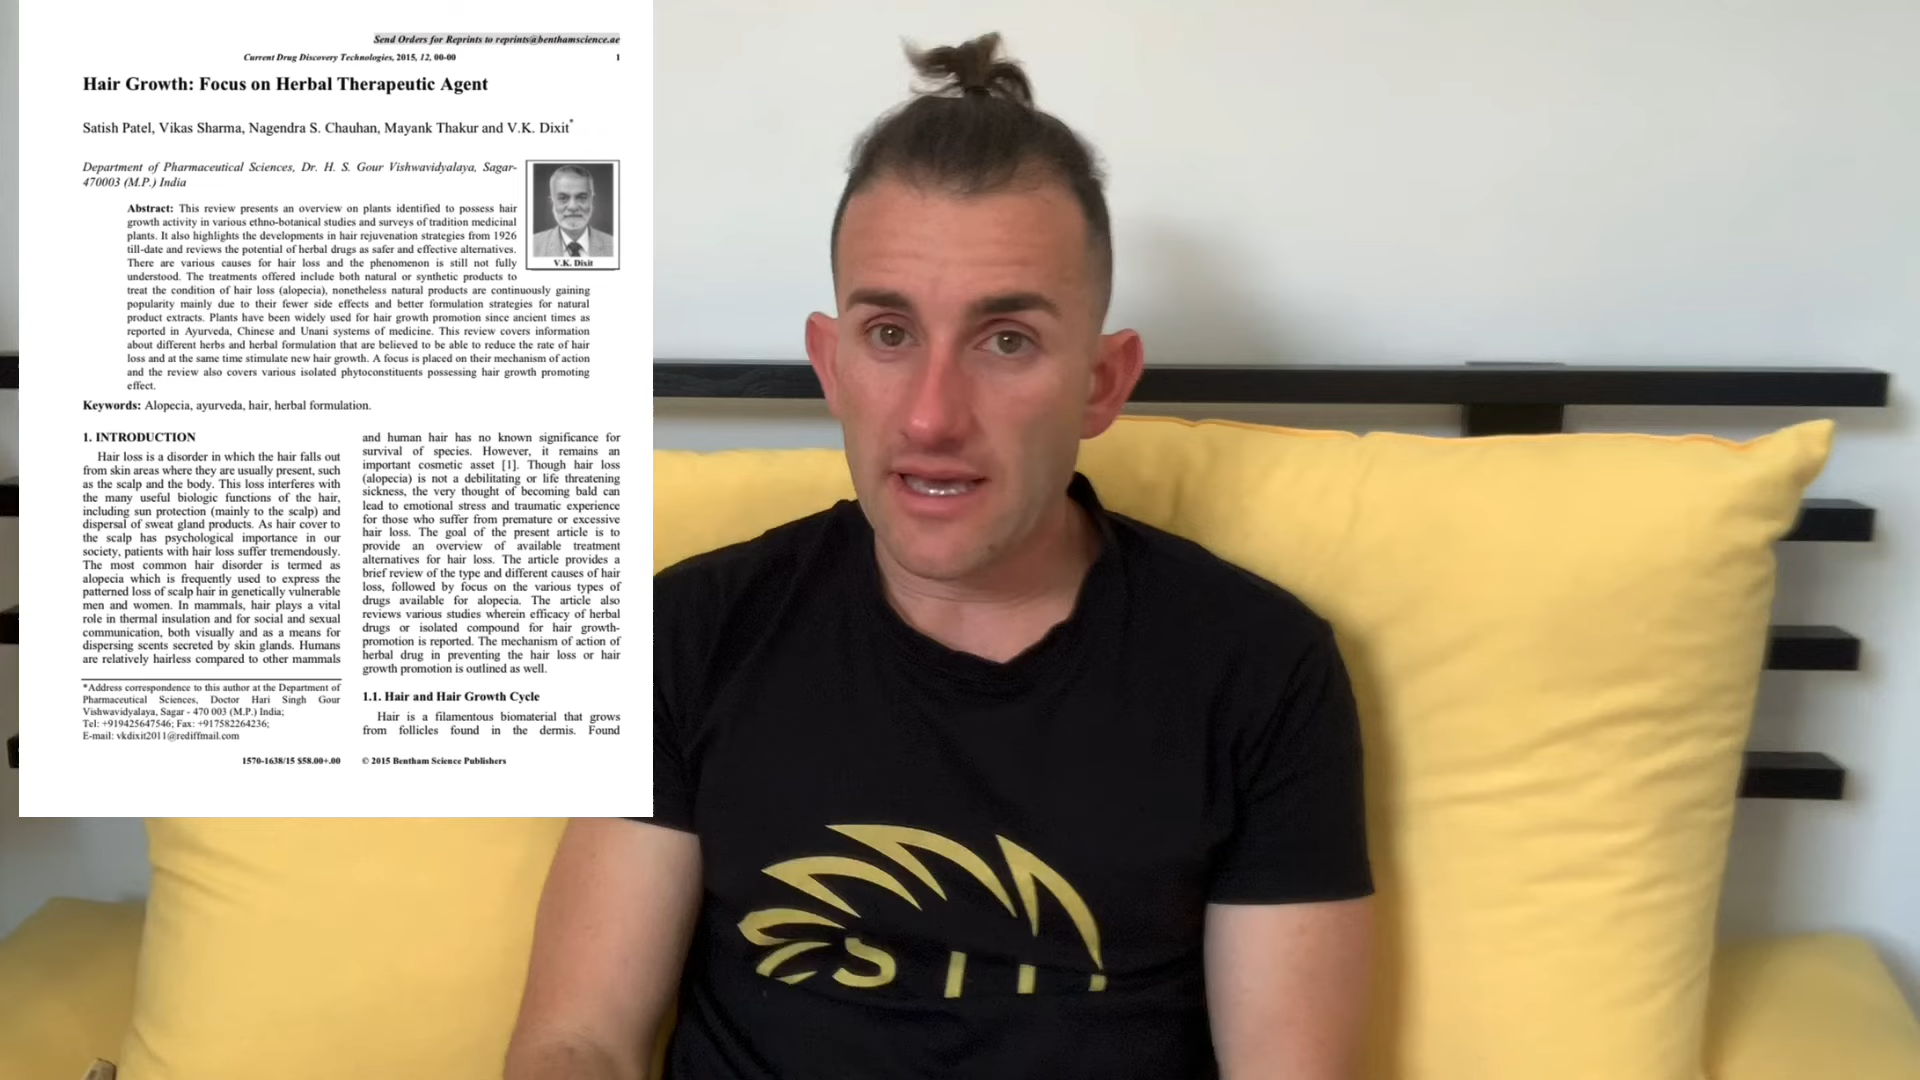 Send Orders for Reprints to reprints@benthamscience.ae
Current Drug Discovery Technologies, 2015, 12, 00-00
1
Hair Growth: Focus on Herbal Therapeutic Agent
Satish Patel, Vikas Sharma, Nagendra S. Chauhan, Mayank Thakur and V.K. Dixit*
Department of Pharmaceutical Sciences, Dr. H. S. Gour Vishwavidyalaya, Sagar-
470003 (M.P.) India
Abstract: This review presents an overview on plants identified to possess hair
growth activity in various ethno-botanical studies and surveys of tradition medicinal
plants. It also highlights the developments in hair rejuvenation strategies from 1926
till-date and reviews the potential of herbal drugs as safer and effective alternatives.
There are various causes for hair loss and the phenomenon is still not fully
understood. The treatments offered include both natural or synthetic products to
treat the condition of hair loss (alopecia), nonetheless natural products are continuously gaining
popularity mainly due to their fewer side effects and better formulation strategies for natural
product extracts. Plants have been widely used for hair growth promotion since ancient times as
reported in Ayurveda, Chinese and Unani systems of medicine. This review covers information
about different herbs and herbal formulation that are believed to be able to reduce the rate of hair
loss and at the same time stimulate new hair growth. A focus is placed on their mechanism of action
and the review also covers various isolated phytoconstituents possessing hair growth promoting
effect.
V.K. Dixit
Keywords: Alopecia, ayurveda, hair, herbal formulation.
1. INTRODUCTION
Hair loss is a disorder in which the hair falls out
from skin areas where they are usually present, such
as the scalp and the body. This loss interferes with
the many useful biologic functions of the hair,
including sun protection (mainly to the scalp) and
dispersal of sweat gland products. As hair cover to
the scalp has psychological importance in our
society, patients with hair loss suffer tremendously.
The most common hair disorder is termed as
alopecia which is frequently used to express the
patterned loss of scalp hair in genetically vulnerable
men and women. In mammals, hair plays a vital
role in thermal insulation and for social and sexual
communication, both visually and as a means for
dispersing scents secreted by skin glands. Humans
are relatively hairless compared to other mammals
*Address correspondence to this author at the Department of
Pharmaceutical Sciences, Doctor Hari Singh Gour
Vishwavidyalaya, Sagar - 470 003 (M.P.) India;
Tel: +919425647546; Fax: +917582264236;
E-mail: vkdixit2011@rediffmail.com
and human hair has no known significance for
survival of species. However, it remains an
important cosmetic asset [1]. Though hair loss
(alopecia) is not a debilitating or life threatening
sickness, the very thought of becoming bald can
lead to emotional stress and traumatic experience
for those who suffer from premature or excessive
hair loss. The goal of the present article is to
provide an overview of available treatment
alternatives for hair loss. The article provides a
brief review of the type and different causes of hair
loss, followed by focus on the various types of
drugs available for alopecia. The article also
reviews various studies wherein efficacy of herbal
drugs or isolated compound for hair growth-
promotion is reported. The mechanism of action of
herbal drug in preventing the hair loss or hair
growth promotion is outlined as well.
1.1. Hair and Hair Growth Cycle
Hair is a filamentous biomaterial that grows
from follicles found in the dermis. Found
1570-1638/15 $58.00+.00
© 2015 Bentham Science Publishers